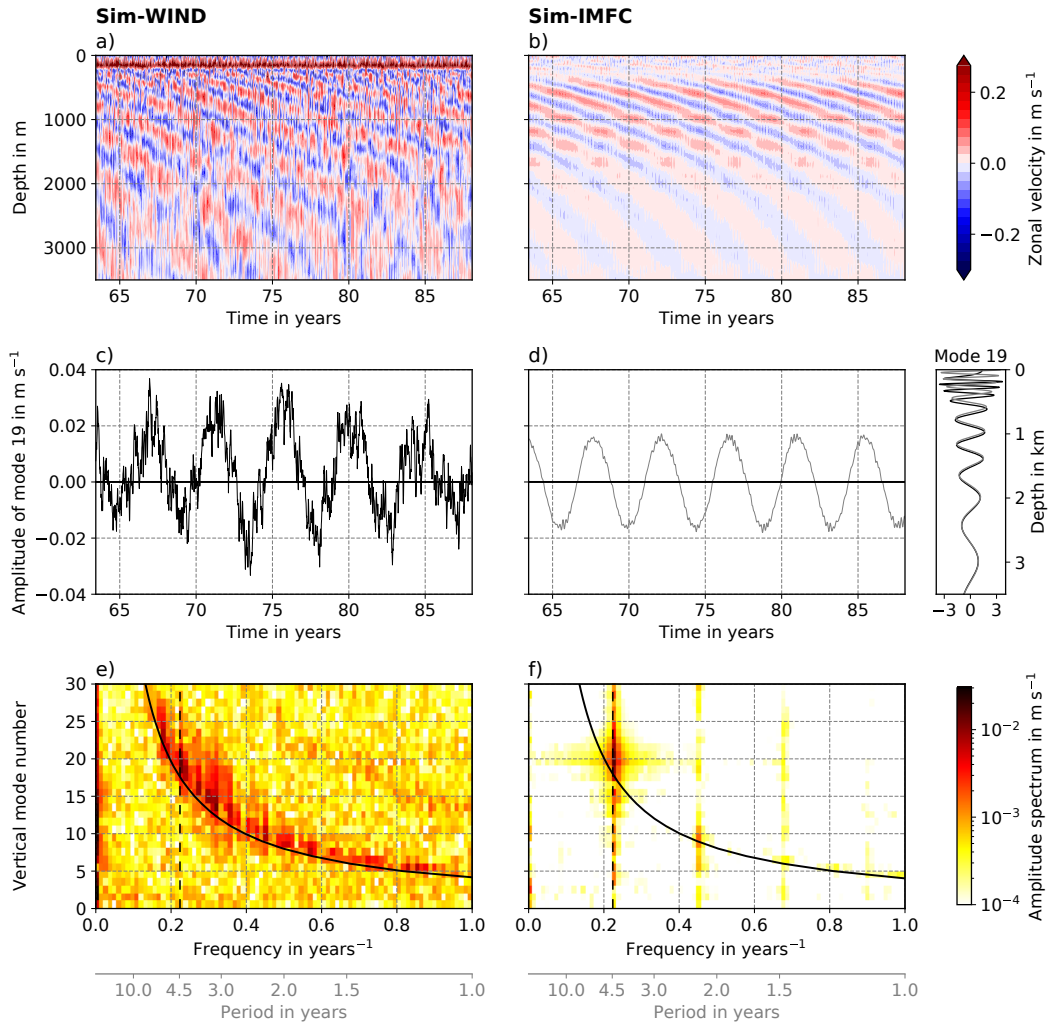 Sim-WIND
Sim-IMFC
a)
b)
0
1000
2000
3000
Depth in m
65 70 75 80 85
Time in years
65 70 75 80 85
Time in years
0.2
0.0
−0.2
Zonal velocity in m s⁻¹
c)
d)
Mode 19
0.04
0.02
0.00
−0.02
−0.04
Amplitude of mode 19 in m s⁻¹
65 70 75 80 85
Time in years
65 70 75 80 85
Time in years
−3 0 3
0
1
2
3
Depth in km
e)
f)
30
25
20
15
10
5
0
Vertical mode number
0.0 0.2 0.4 0.6 0.8 1.0
Frequency in years⁻¹
0.0 0.2 0.4 0.6 0.8 1.0
Frequency in years⁻¹
10⁻²
10⁻³
10⁻⁴
Amplitude spectrum in m s⁻¹
10.0 4.5 3.0 2.0 1.5 1.0
Period in years
10.0 4.5 3.0 2.0 1.5 1.0
Period in years